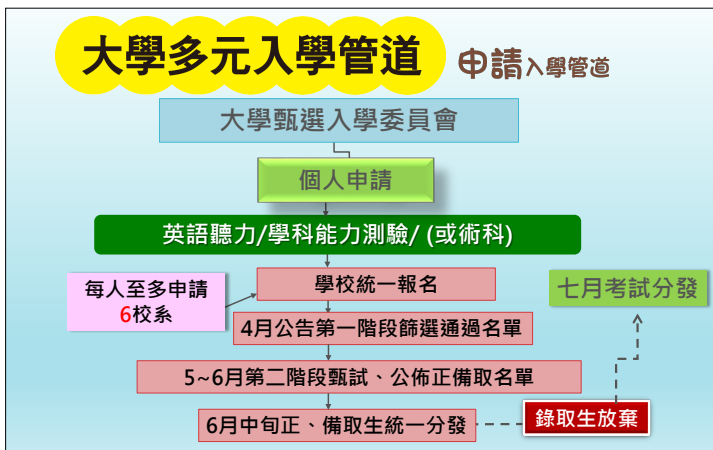 大學多元入學管道
申請入學管道
大學甄選入學委員會
個人申請
英語聽力/學科能力測驗/ (或術科)
每人至多申請
6校系
學校統一報名
七月考試分發
4月公告第一階段篩選通過名單
5~6月第二階段甄試、公佈正備取名單
6月中旬正、備取生統一分發
錄取生放棄